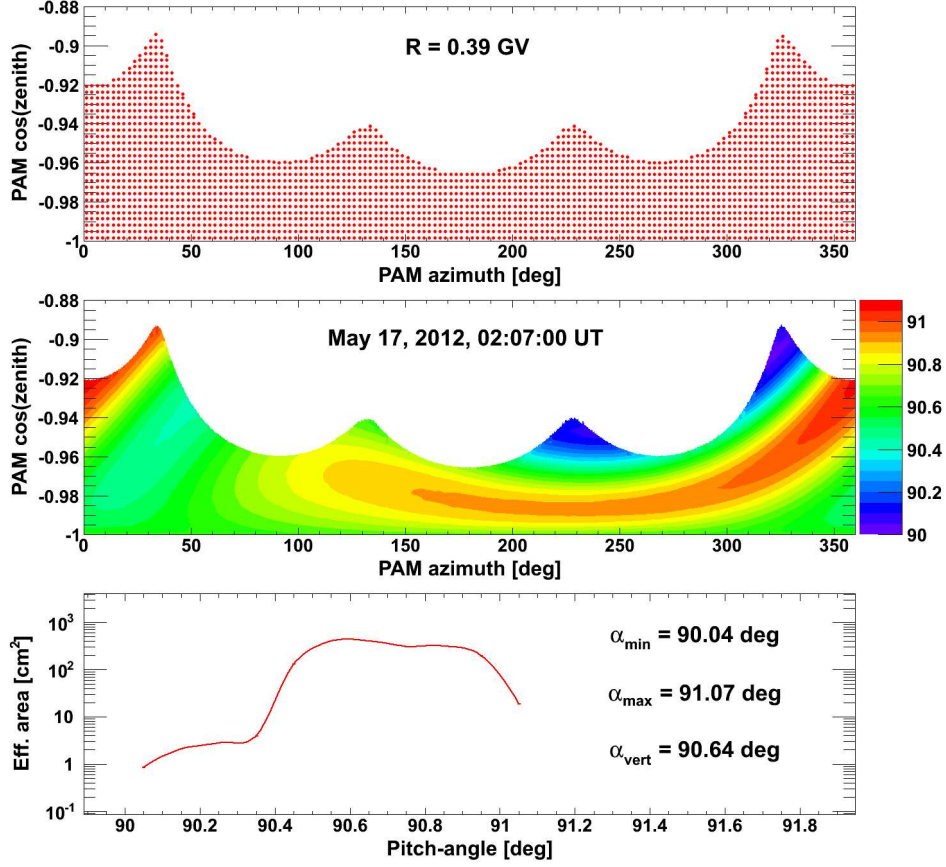 -0.88
-0.9
-0.92
-0.94
-0.96
-0.98
-1
PAM cos(zenith)
R = 0.39 GV
0 50 100 150 200 250 300 350
PAM azimuth [deg]
-0.88
-0.9
-0.92
-0.94
-0.96
-0.98
-1
PAM cos(zenith)
May 17, 2012, 02:07:00 UT
91
90.8
90.6
90.4
90.2
90
0 50 100 150 200 250 300 350
PAM azimuth [deg]
10³
10²
10
1
10⁻¹
Eff. area [cm²]
α_min = 90.04 deg
α_max = 91.07 deg
α_vert = 90.64 deg
90 90.2 90.4 90.6 90.8 91 91.2 91.4 91.6 91.8
Pitch-angle [deg]